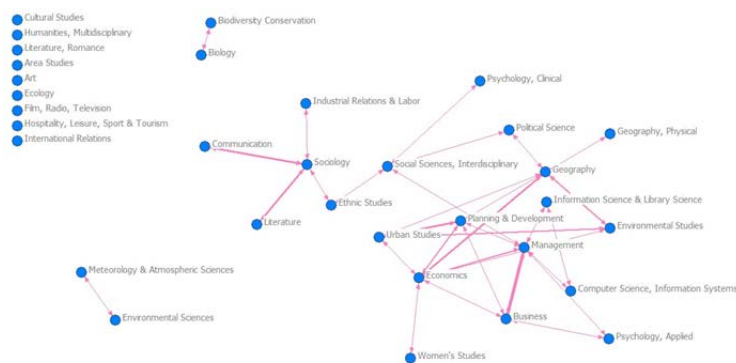 Cultural Studies
Humanities, Multidisciplinary
Literature, Romance
Area Studies
Art
Ecology
Film, Radio, Television
Hospitality, Leisure, Sport & Tourism
International Relations
Biodiversity Conservation
Biology
Psychology, Clinical
Industrial Relations & Labor
Political Science
Geography, Physical
Communication
Sociology
Social Sciences, Interdisciplinary
Geography
Ethnic Studies
Information Science & Library Science
Literature
Planning & Development
Environmental Studies
Urban Studies
Management
Meteorology & Atmospheric Sciences
Economics
Computer Science, Information Systems
Environmental Sciences
Business
Psychology, Applied
Women's Studies